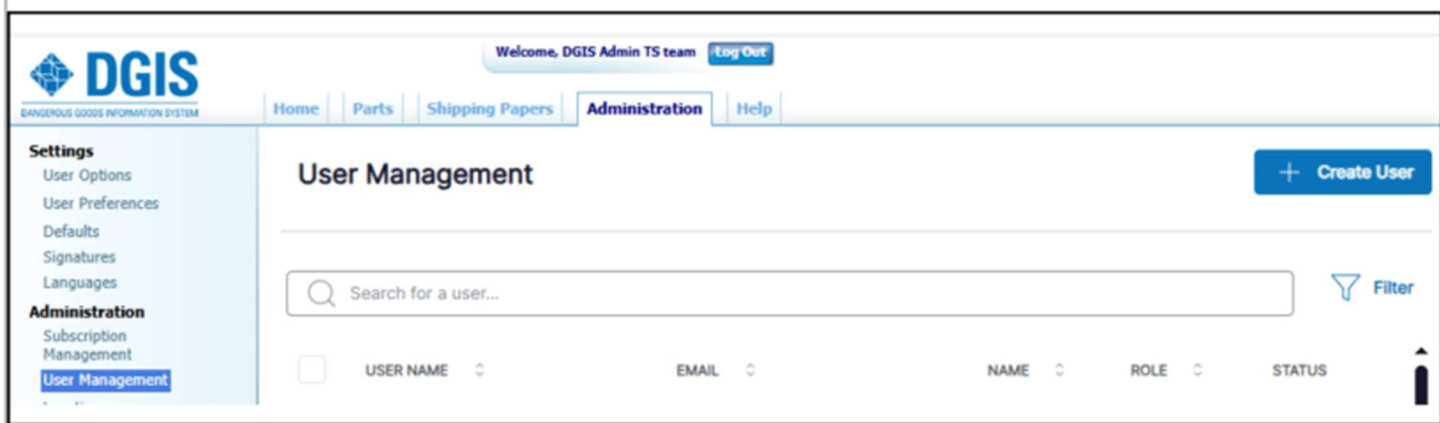 Welcome, DGIS Admin TS team Log Out
DGIS
DANGEROUS GOODS INFORMATION SYSTEM
Home Parts Shipping Papers Administration Help
Settings
User Options
User Preferences
Defaults
Signatures
Languages
Administration
Subscription
Management
User Management
User Management
+ Create User
Search for a user...
Filter
USER NAME EMAIL NAME ROLE STATUS